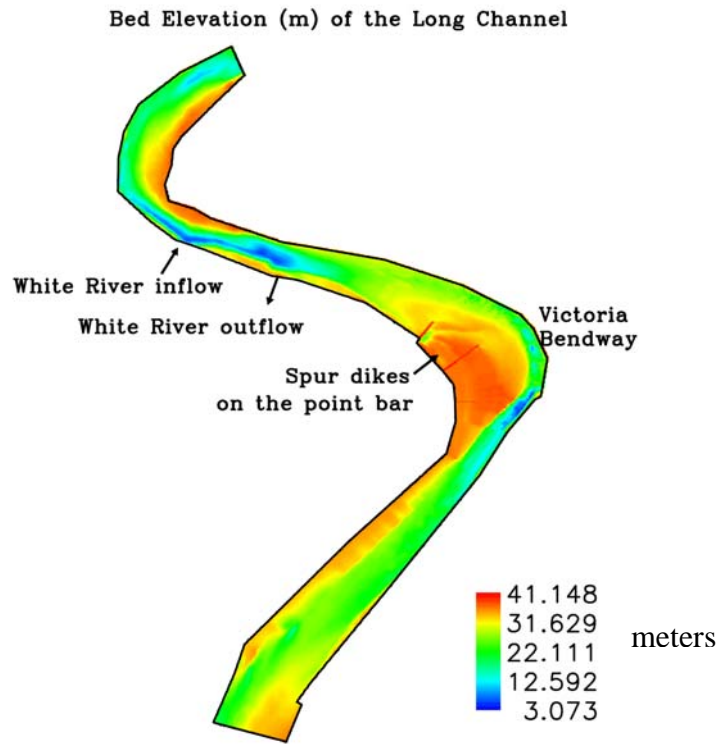 Bed Elevation (m) of the Long Channel
White River inflow
White River outflow
Victoria
Bendway
Spur dikes
on the point bar
41.148
31.629
22.111
12.592
3.073
meters